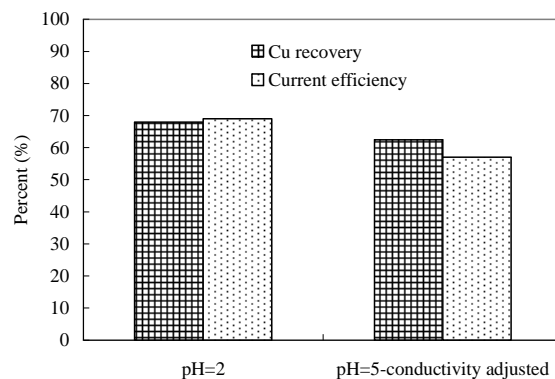 100
90
80
70
60
50
40
30
20
10
0
Percent (%)
Cu recovery
Current efficiency
pH=2
pH=5-conductivity adjusted